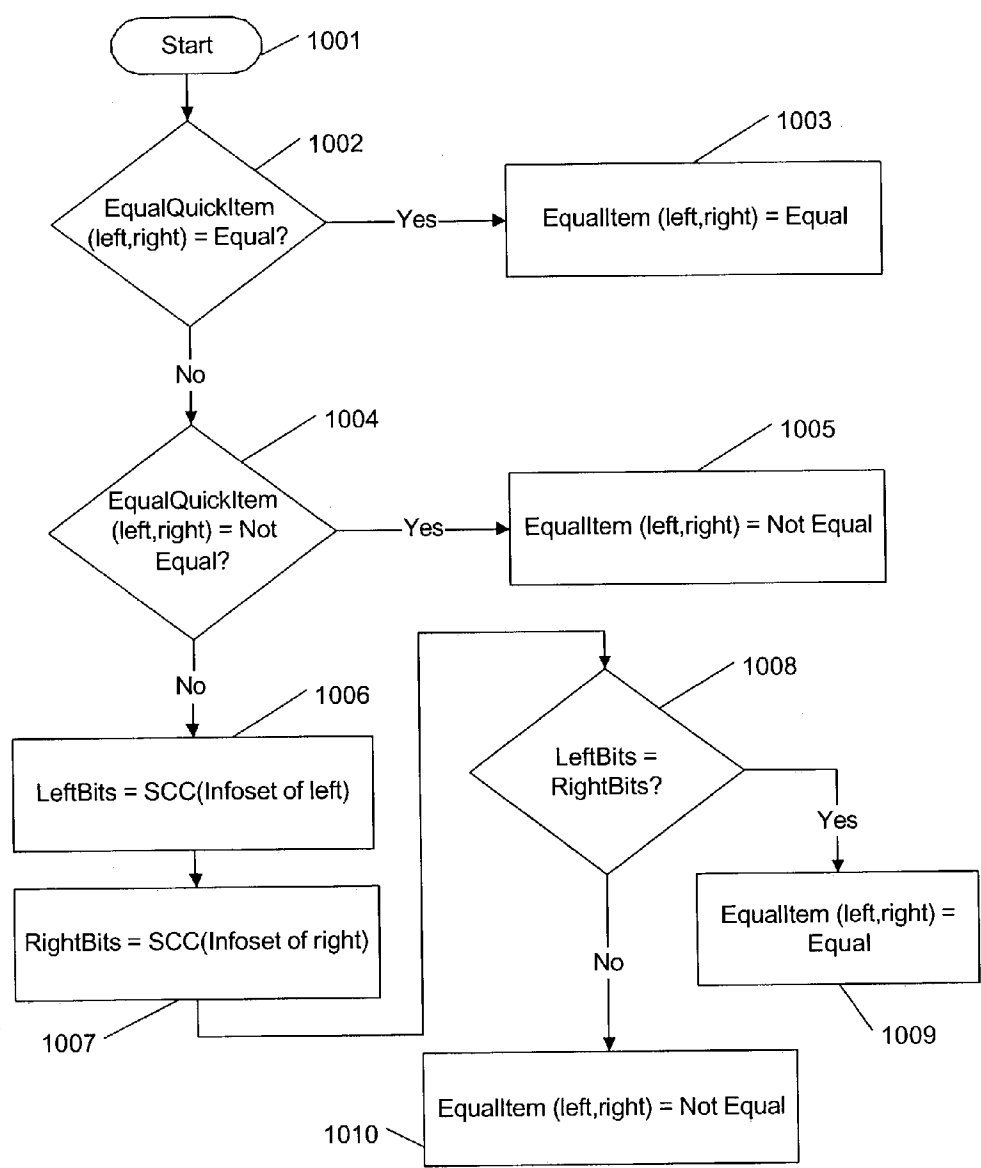 Start
1001
1002
EqualQuickItem
(left,right) = Equal?
Yes
1003
EqualItem (left,right) = Equal
No
1004
EqualQuickItem
(left,right) = Not
Equal?
Yes
1005
EqualItem (left,right) = Not Equal
No
1006
LeftBits = SCC(Infoset of left)
RightBits = SCC(Infoset of right)
1007
1008
LeftBits =
RightBits?
Yes
EqualItem (left,right) =
Equal
1009
No
EqualItem (left,right) = Not Equal
1010